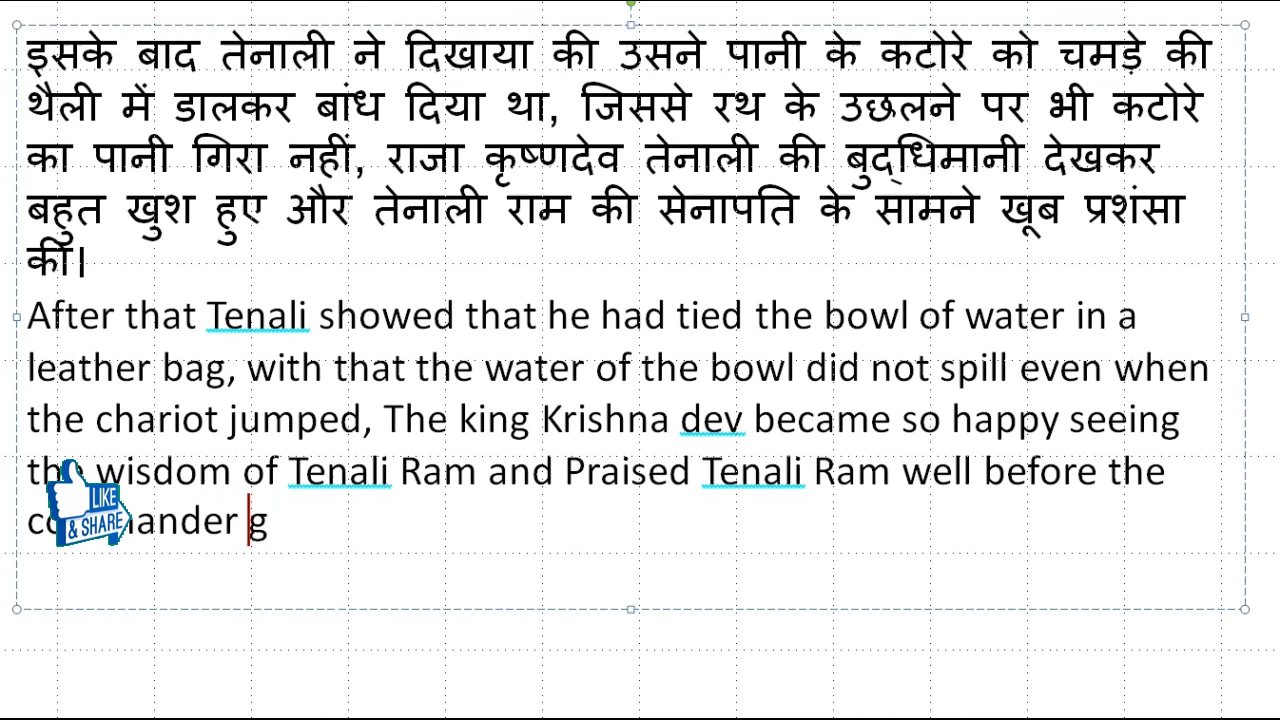 इसके बाद तेनाली ने दिखाया की उसने पानी के कटोरे को चमड़े की
थैली में डालकर बांध दिया था, जिससे रथ के उछलने पर भी कटोरे
का पानी गिरा नहीं, राजा कृष्णदेव तेनाली की बुद्धिमानी देखकर
बहुत खुश हुए और तेनाली राम की सेनापति के सामने खूब प्रशंसा
की।
After that Tenali showed that he had tied the bowl of water in a
leather bag, with that the water of the bowl did not spill even when
the chariot jumped, The king Krishna dev became so happy seeing
the wisdom of Tenali Ram and Praised Tenali Ram well before the
commander g
LIKE
& SHARE